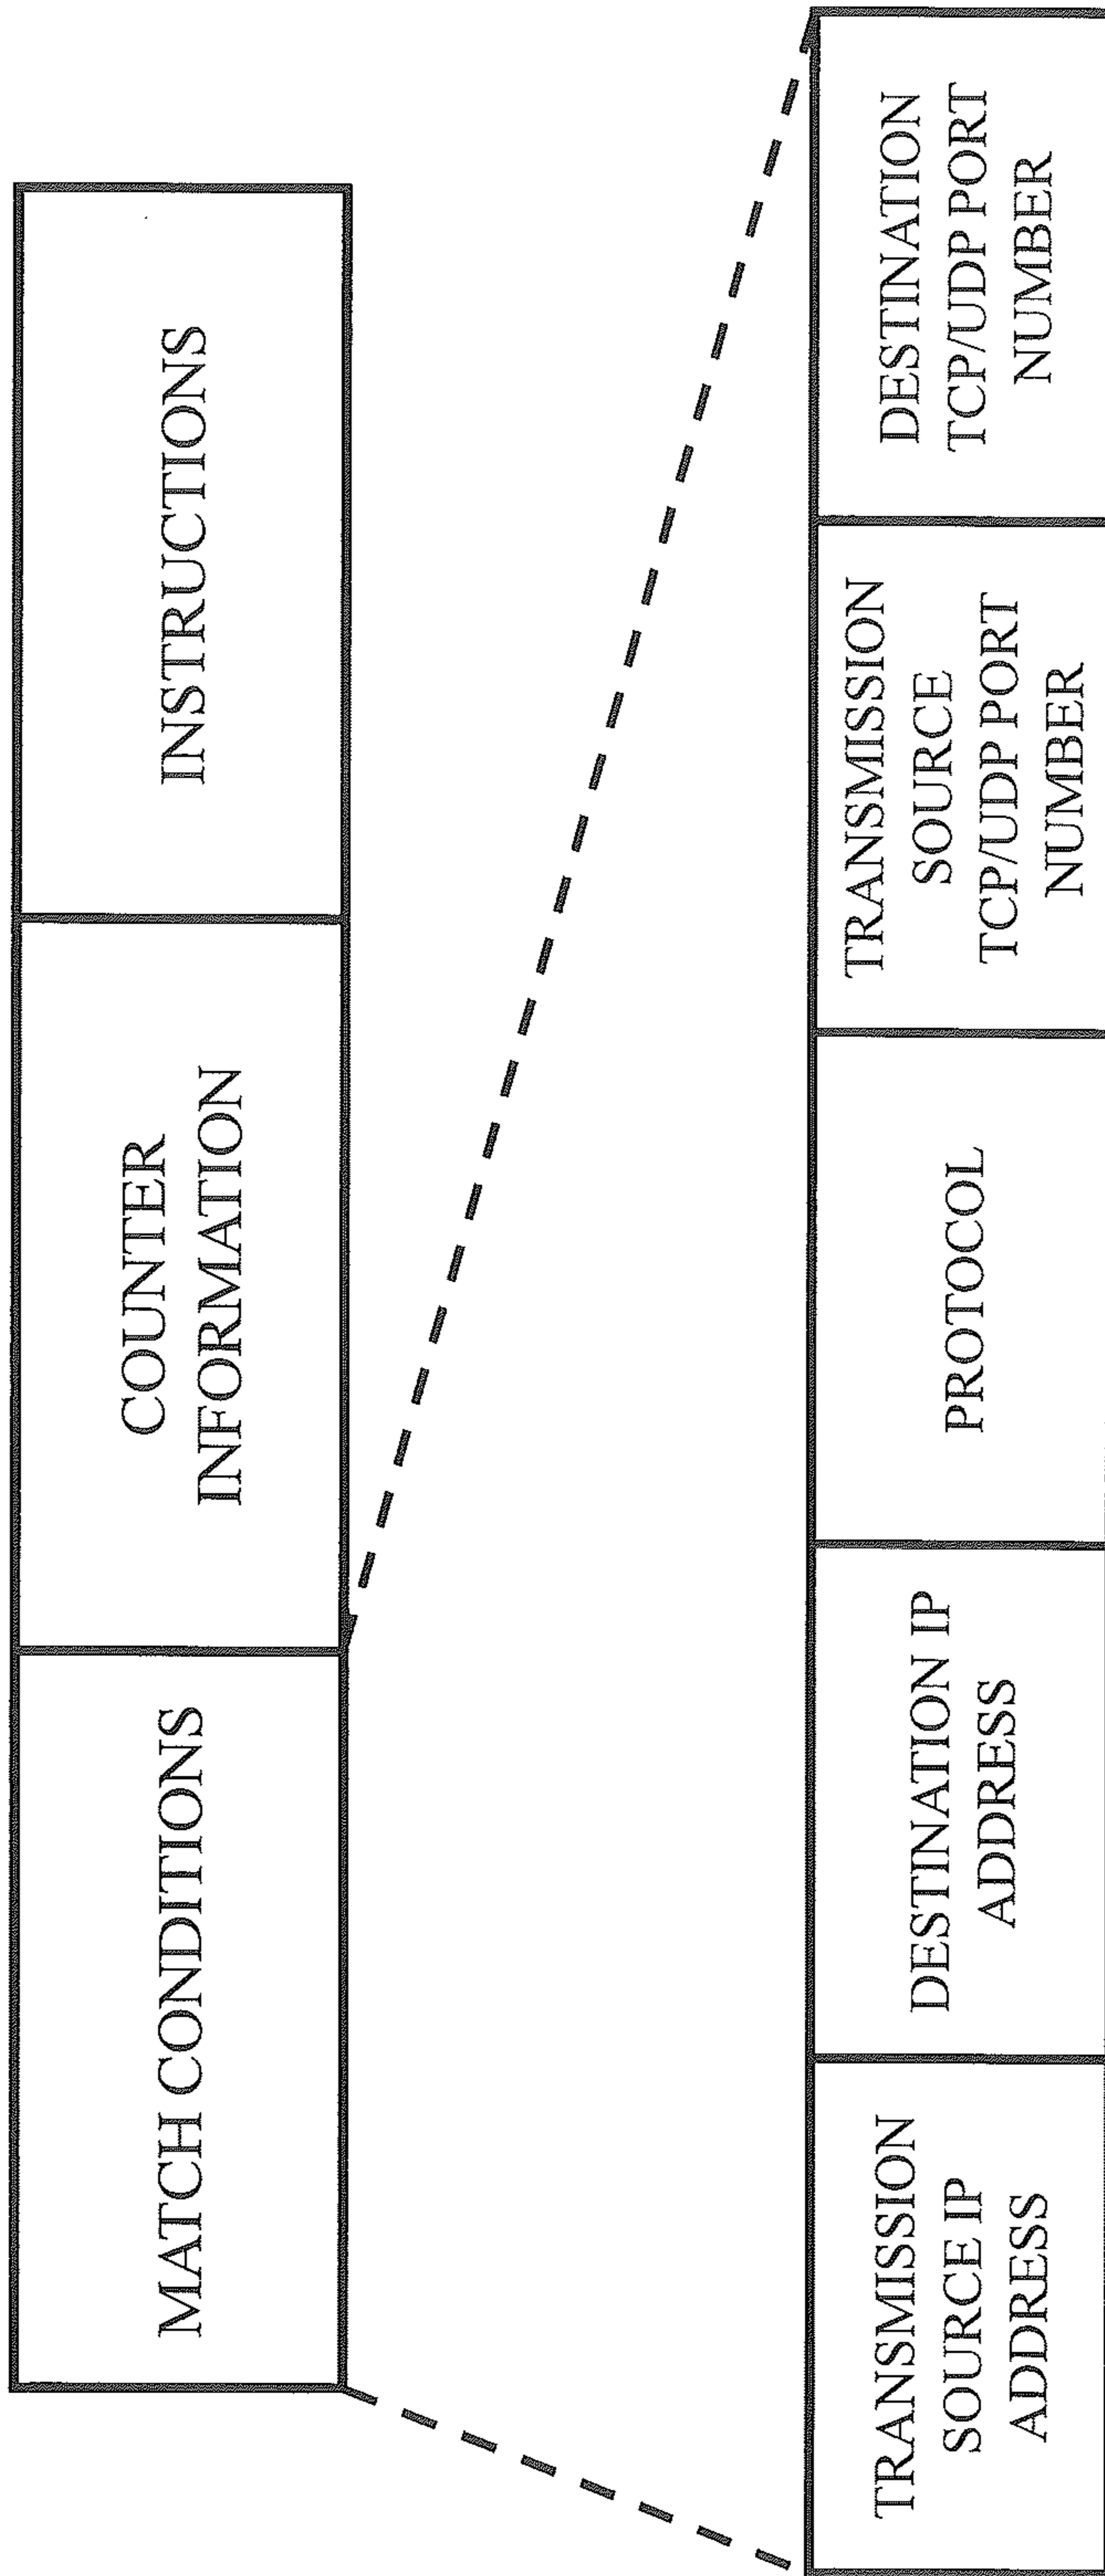 MATCH CONDITIONS
COUNTER
INFORMATION
INSTRUCTIONS
TRANSMISSION
SOURCE IP
ADDRESS
DESTINATION IP
ADDRESS
PROTOCOL
TRANSMISSION
SOURCE
TCP/UDP PORT
NUMBER
DESTINATION
TCP/UDP PORT
NUMBER